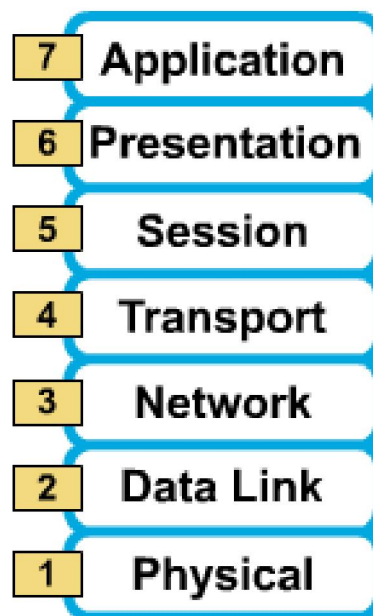 7 Application
6 Presentation
5 Session
4 Transport
3 Network
2 Data Link
1 Physical